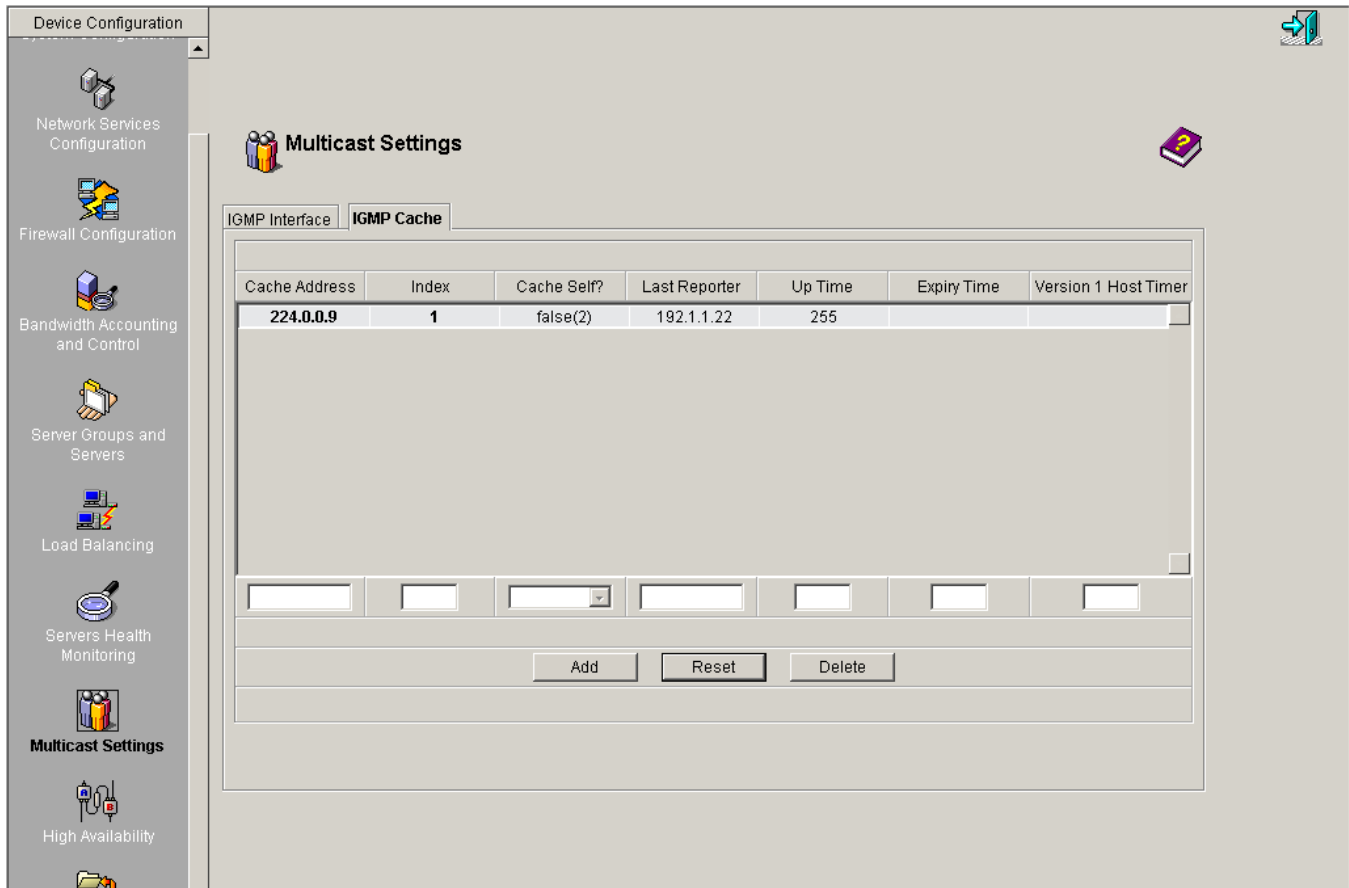 Device Configuration
System Configuration
Network Services
Configuration
Firewall Configuration
Bandwidth Accounting
and Control
Server Groups and
Servers
Load Balancing
Servers Health
Monitoring
Multicast Settings
High Availability
Multicast Settings
IGMP Interface IGMP Cache
Cache Address Index Cache Self? Last Reporter Up Time Expiry Time Version 1 Host Timer
224.0.0.9 1 false(2) 192.1.1.22 255
Add Reset Delete